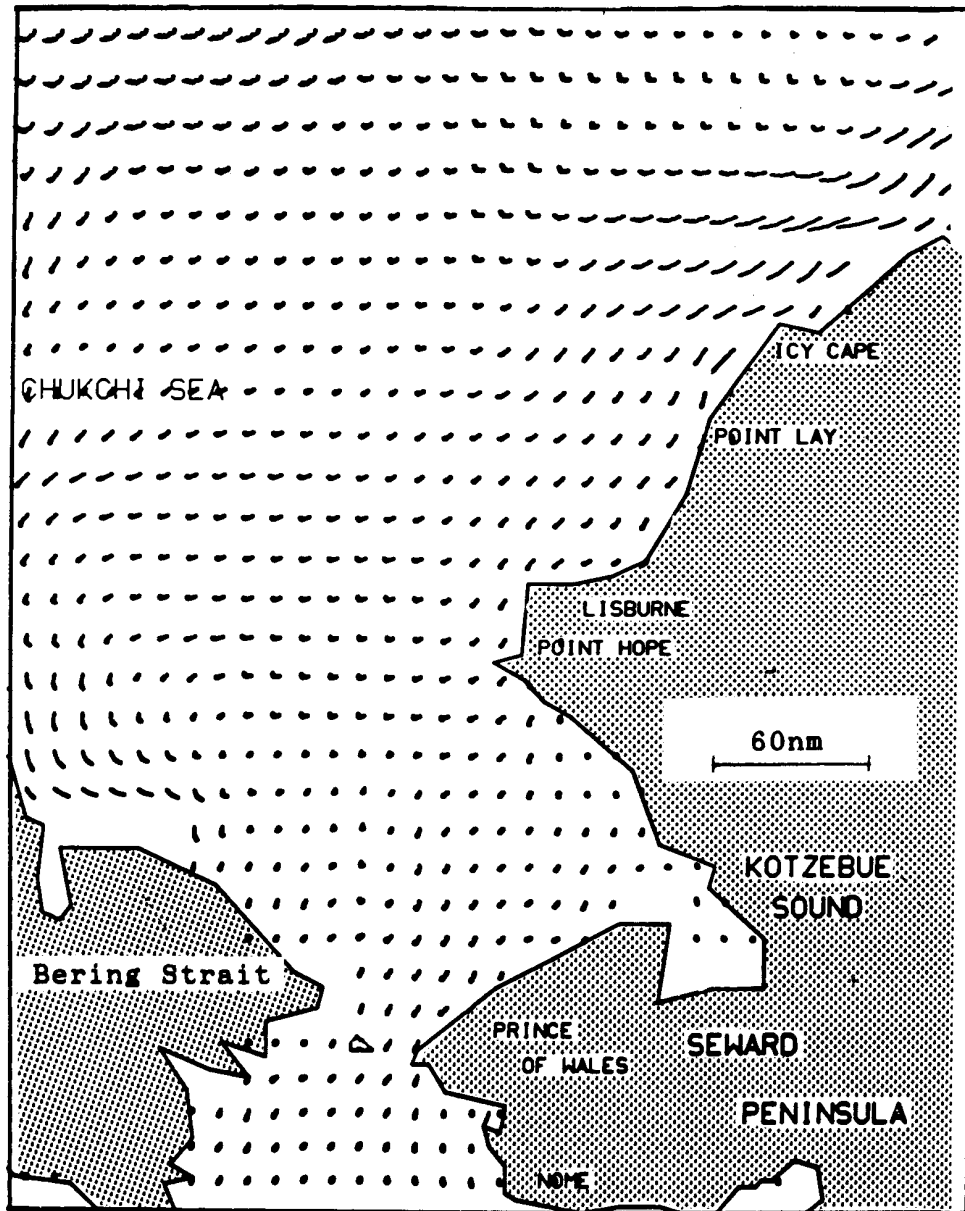 ICY CAPE
CHUKCHI SEA
POINT LAY
LISBURNE
POINT HOPE
60nm
KOTZEBUE
SOUND
Bering Strait
PRINCE
OF WALES
SEWARD
PENINSULA
NOME